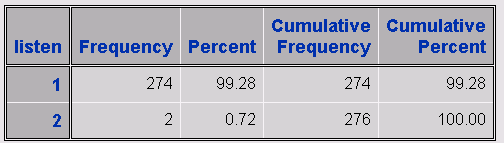 Cumulative Cumulative
listen Frequency Percent Frequency Percent
1 274 99.28 274 99.28
2 2 0.72 276 100.00